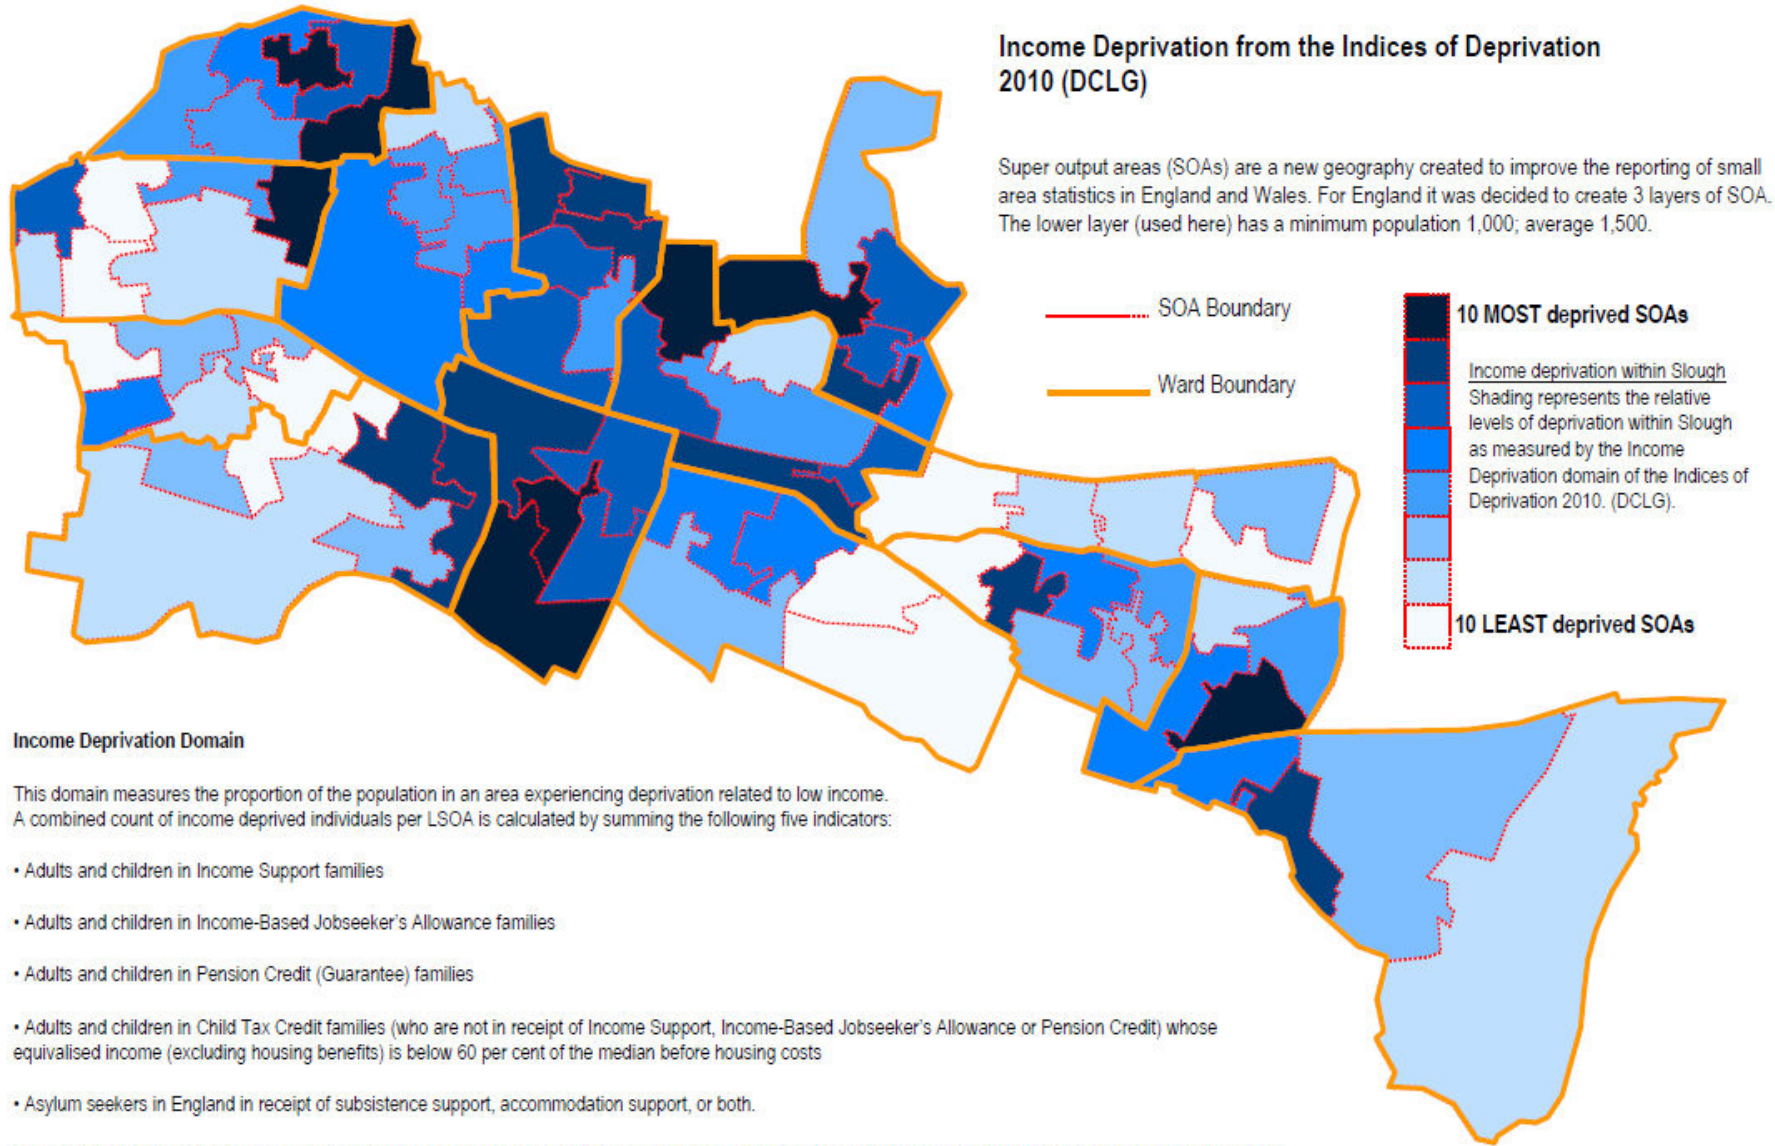 Income Deprivation from the Indices of Deprivation
2010 (DCLG)
Super output areas (SOAs) are a new geography created to improve the reporting of small
area statistics in England and Wales. For England it was decided to create 3 layers of SOA.
The lower layer (used here) has a minimum population 1,000; average 1,500.
SOA Boundary
Ward Boundary
10 MOST deprived SOAs
Income deprivation within Slough
Shading represents the relative
levels of deprivation within Slough
as measured by the Income
Deprivation domain of the Indices of
Deprivation 2010. (DCLG).
10 LEAST deprived SOAs
Income Deprivation Domain
This domain measures the proportion of the population in an area experiencing deprivation related to low income.
A combined count of income deprived individuals per LSOA is calculated by summing the following five indicators:
• Adults and children in Income Support families
• Adults and children in Income-Based Jobseeker's Allowance families
• Adults and children in Pension Credit (Guarantee) families
• Adults and children in Child Tax Credit families (who are not in receipt of Income Support, Income-Based Jobseeker's Allowance or Pension Credit) whose
equivalised income (excluding housing benefits) is below 60 per cent of the median before housing costs
• Asylum seekers in England in receipt of subsistence support, accommodation support, or both.